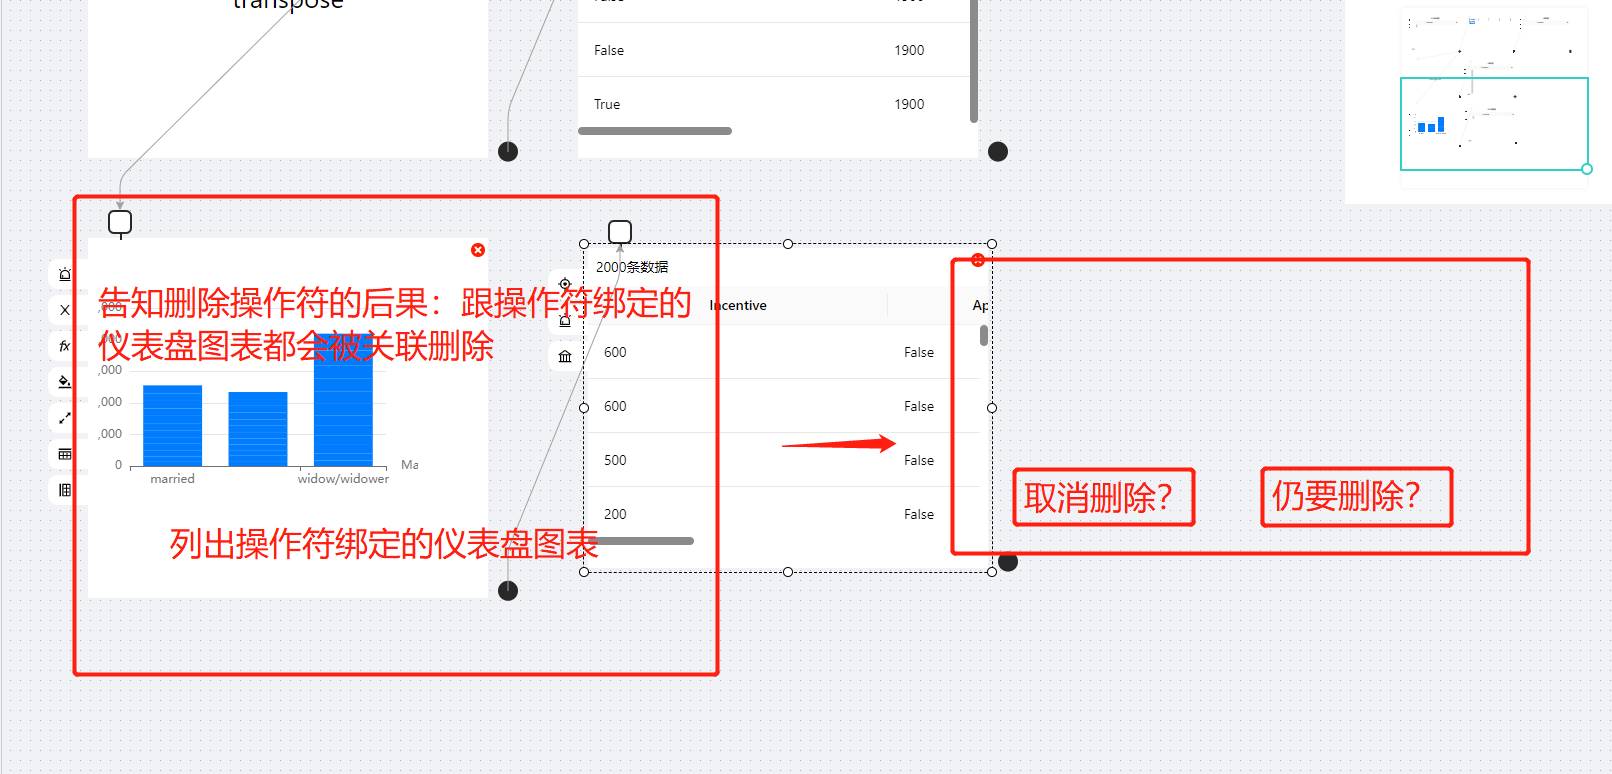 transpose
False 1900
True 1900
2000条数据
告知删除操作符的后果：跟操作符绑定的
仪表盘图表都会被关联删除
Incentive Ap
X
fx
,000
,000
,000
,000
,000
0
married widow/widower Ma
600 False
600 False
500 False
200 False
取消删除？ 仍要删除？
列出操作符绑定的仪表盘图表